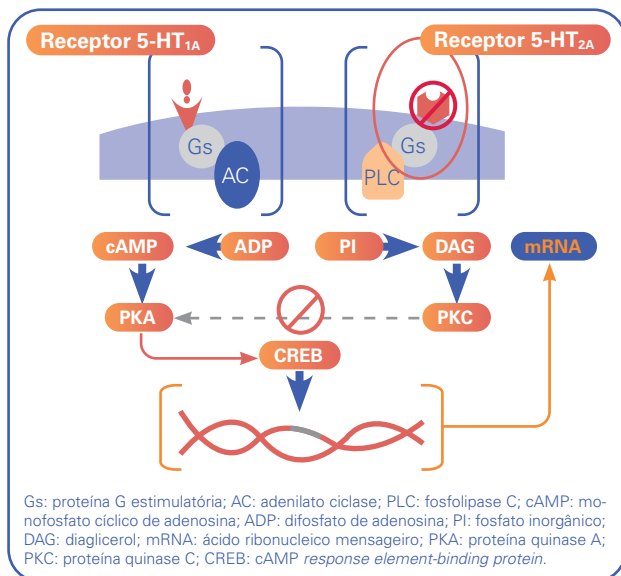 Receptor 5-HT1A
Receptor 5-HT2A
Gs
AC
Gs
PLC
cAMP
ADP
PI
DAG
mRNA
PKA
PKC
CREB
Gs: proteína G estimulatória; AC: adenilato ciclase; PLC: fosfolipase C; cAMP: mo-
nofosfato cíclico de adenosina; ADP: difosfato de adenosina; PI: fosfato inorgânico;
DAG: diaglicerol; mRNA: ácido ribonucleico mensageiro; PKA: proteína quinase A;
PKC: proteína quinase C; CREB: cAMP response element-binding protein.